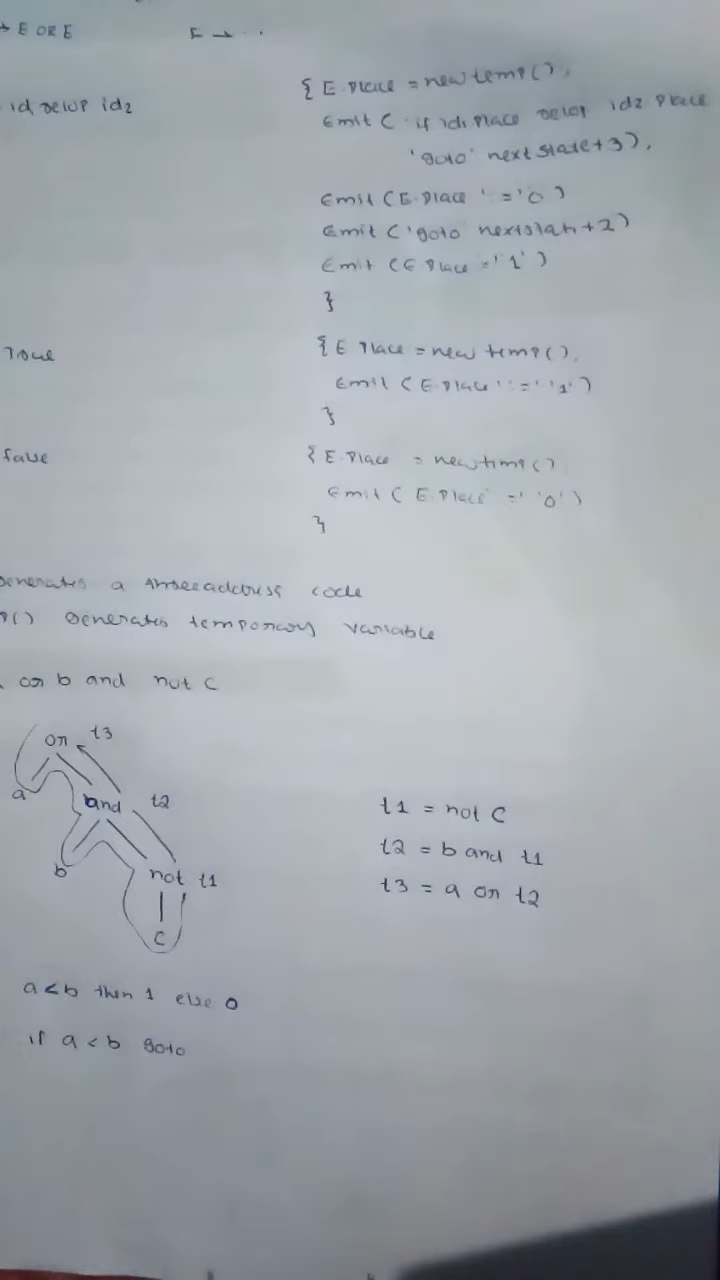 → E OR E E → ..
id relop id2 { E.Place = newtemp(),
Emit ( if id1.place relop id2.place
'goto' nextstate+3),
Emit (E.place '=' '0')
Emit ('goto' nextstate+2)
Emit (E.place '=' '1')
}
True { E.Place = newtemp(),
Emit (E.place '=' '1')
}
false { E.Place = newtemp()
Emit (E.place '=' '0')
}
generates a threeaddress code
p() generates temporary variable
or b and not c
or t3
a
and t2
t1 = not c
t2 = b and t1
b
not t1
t3 = a or t2
c
a<b then 1 else 0
if a<b goto